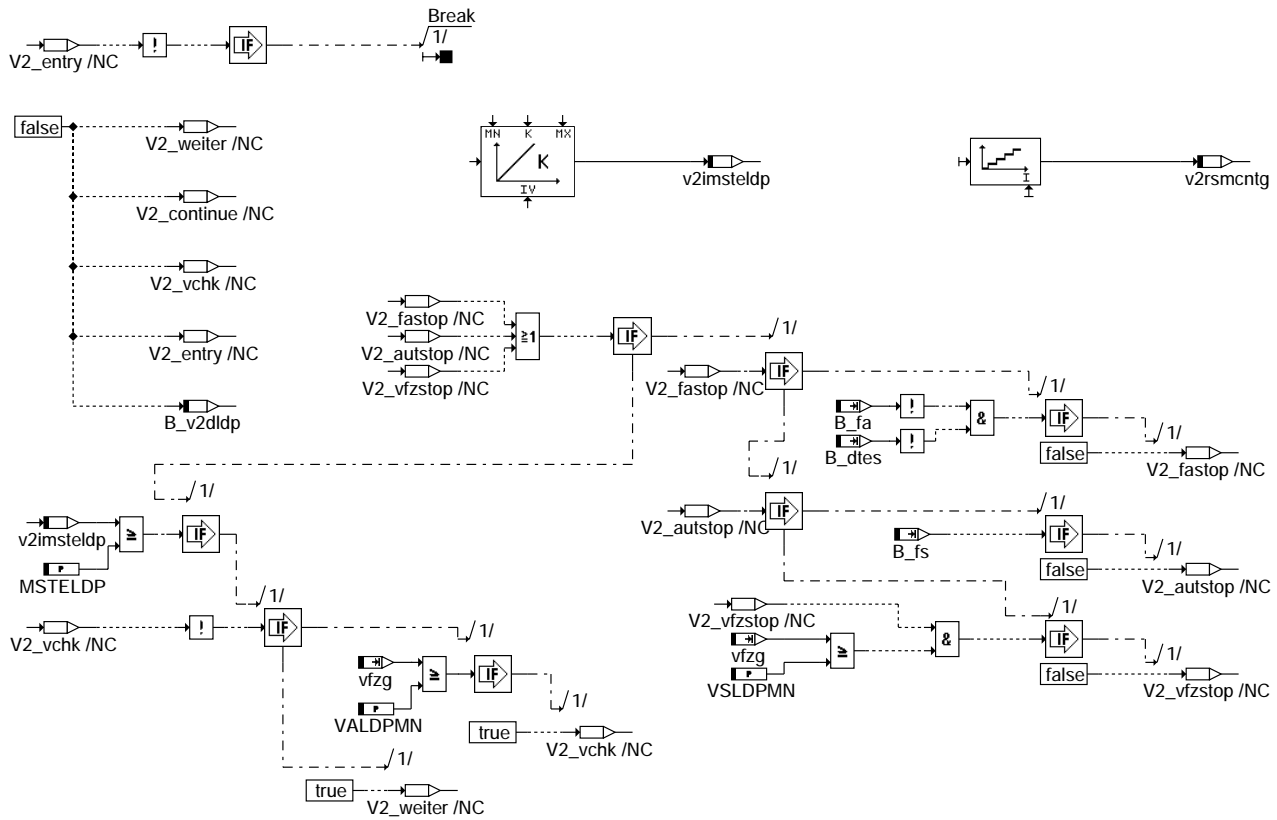 Break
1/
!
IF
V2_entry /NC
false
V2_weiter /NC
MN K MX
K
IV
v2imsteldp
I
v2rsmcntg
V2_continue /NC
V2_vchk /NC
V2_entry /NC
B_v2dldp
V2_fastop /NC
V2_autstop /NC
V2_vfzstop /NC
≥1
IF
1/
V2_fastop /NC
IF
1/
B_fa
!
B_dtes
!
&
IF
1/
false
V2_fastop /NC
1/
V2_autstop /NC
IF
1/
B_fs
IF
1/
false
V2_autstop /NC
1/
v2imsteldp
≥
IF
P
MSTELDP
1/
V2_vchk /NC
!
IF
1/
vfzg
≥
IF
P
VALDPMN
1/
true
V2_vchk /NC
1/
true
V2_weiter /NC
V2_vfzstop /NC
vfzg
≥
P
VSLDPMN
&
1/
IF
1/
false
V2_vfzstop /NC